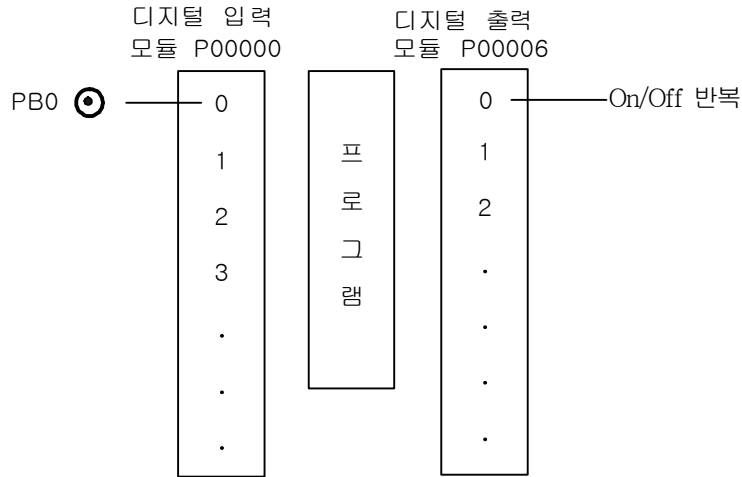 디지털 입력
모듈 P00000
디지털 출력
모듈 P00006
PB0
0
1
2
3
.
.
.
프
로
그
램
0
1
2
.
.
.
.
On/Off 반복